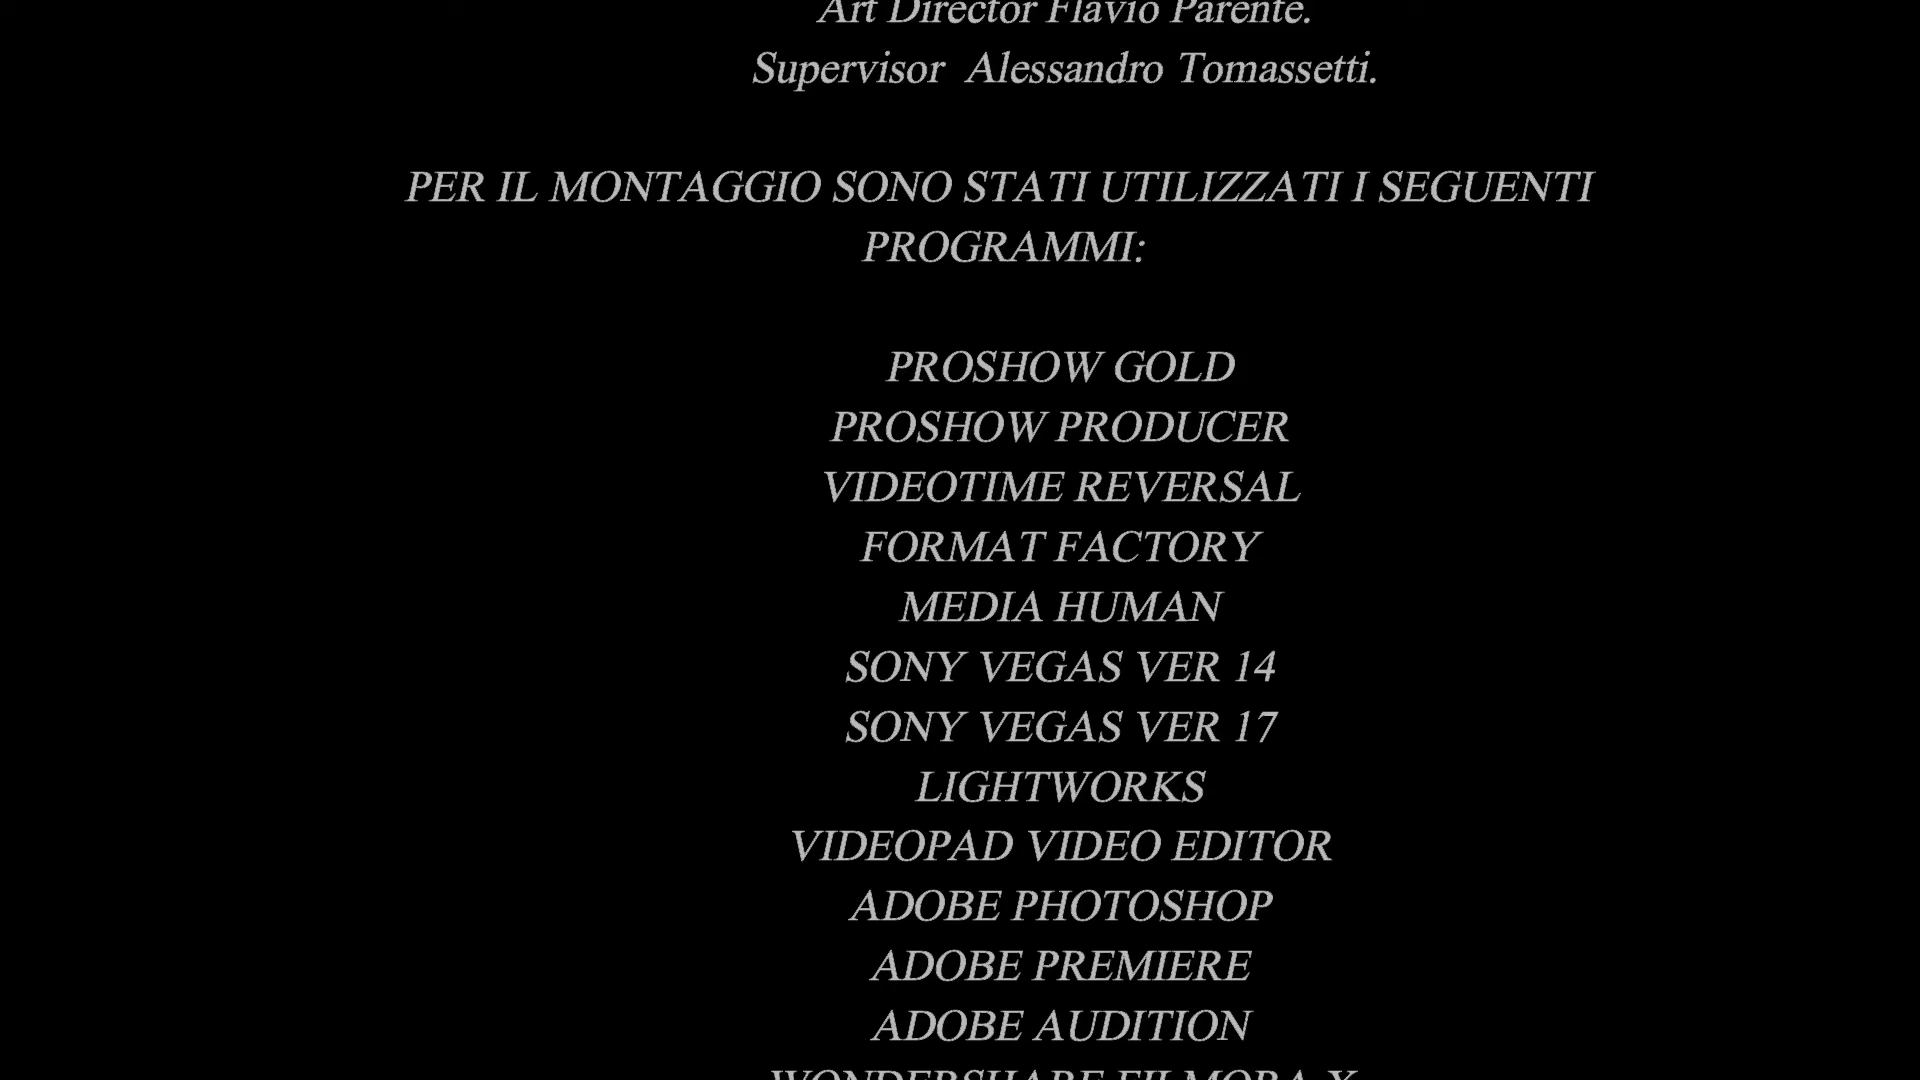 Art Director Flavio Parente.
Supervisor Alessandro Tomassetti.
PER IL MONTAGGIO SONO STATI UTILIZZATI I SEGUENTI
PROGRAMMI:
PROSHOW GOLD
PROSHOW PRODUCER
VIDEOTIME REVERSAL
FORMAT FACTORY
MEDIA HUMAN
SONY VEGAS VER 14
SONY VEGAS VER 17
LIGHTWORKS
VIDEOPAD VIDEO EDITOR
ADOBE PHOTOSHOP
ADOBE PREMIERE
ADOBE AUDITION
WONDERSHARE FILMORA X